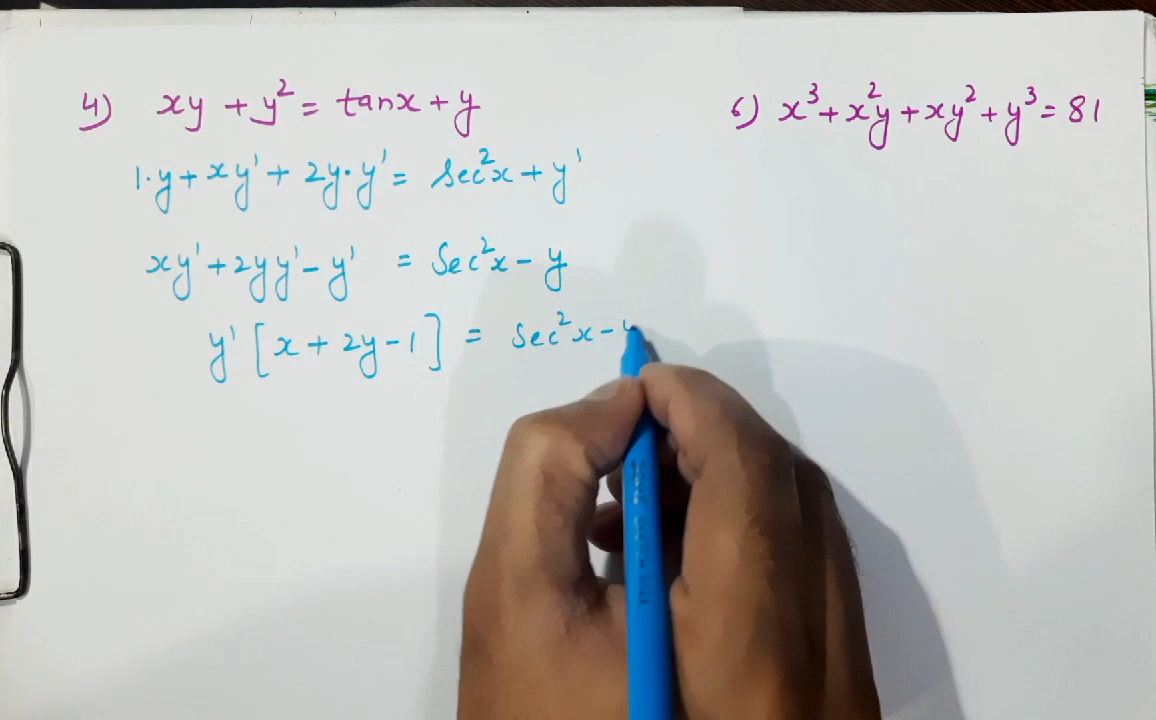 4) xy + y² = tanx + y
1·y + xy' + 2y·y' = sec²x + y'
xy' + 2yy' - y' = sec²x - y
y' [x + 2y - 1] = sec²x -
6) x³ + x²y + xy² + y³ = 81